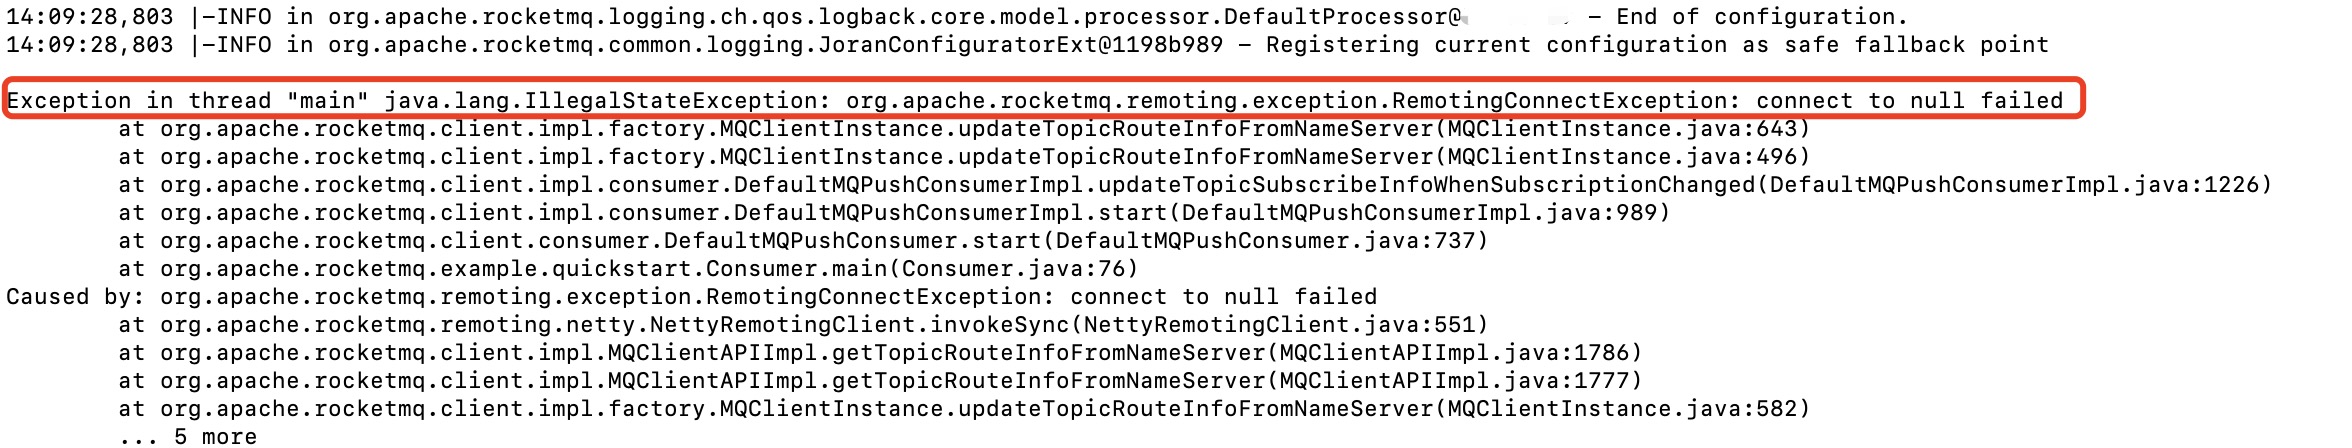 14:09:28,803 |-INFO in org.apache.rocketmq.logging.ch.qos.logback.core.model.processor.DefaultProcessor@ - End of configuration.
14:09:28,803 |-INFO in org.apache.rocketmq.common.logging.JoranConfiguratorExt@1198b989 - Registering current configuration as safe fallback point
Exception in thread "main" java.lang.IllegalStateException: org.apache.rocketmq.remoting.exception.RemotingConnectException: connect to null failed
at org.apache.rocketmq.client.impl.factory.MQClientInstance.updateTopicRouteInfoFromNameServer(MQClientInstance.java:643)
at org.apache.rocketmq.client.impl.factory.MQClientInstance.updateTopicRouteInfoFromNameServer(MQClientInstance.java:496)
at org.apache.rocketmq.client.impl.consumer.DefaultMQPushConsumerImpl.updateTopicSubscribeInfoWhenSubscriptionChanged(DefaultMQPushConsumerImpl.java:1226)
at org.apache.rocketmq.client.impl.consumer.DefaultMQPushConsumerImpl.start(DefaultMQPushConsumerImpl.java:989)
at org.apache.rocketmq.client.consumer.DefaultMQPushConsumer.start(DefaultMQPushConsumer.java:737)
at org.apache.rocketmq.example.quickstart.Consumer.main(Consumer.java:76)
Caused by: org.apache.rocketmq.remoting.exception.RemotingConnectException: connect to null failed
at org.apache.rocketmq.remoting.netty.NettyRemotingClient.invokeSync(NettyRemotingClient.java:551)
at org.apache.rocketmq.client.impl.MQClientAPIImpl.getTopicRouteInfoFromNameServer(MQClientAPIImpl.java:1786)
at org.apache.rocketmq.client.impl.MQClientAPIImpl.getTopicRouteInfoFromNameServer(MQClientAPIImpl.java:1777)
at org.apache.rocketmq.client.impl.factory.MQClientInstance.updateTopicRouteInfoFromNameServer(MQClientInstance.java:582)
... 5 more